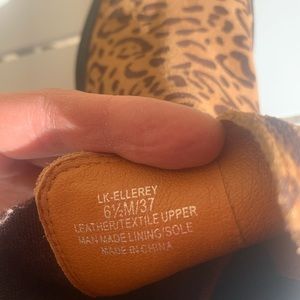 LK-ELLEREY
6½M/37
LEATHER/TEXTILE UPPER
MAN MADE LINING/SOLE
MADE IN CHINA